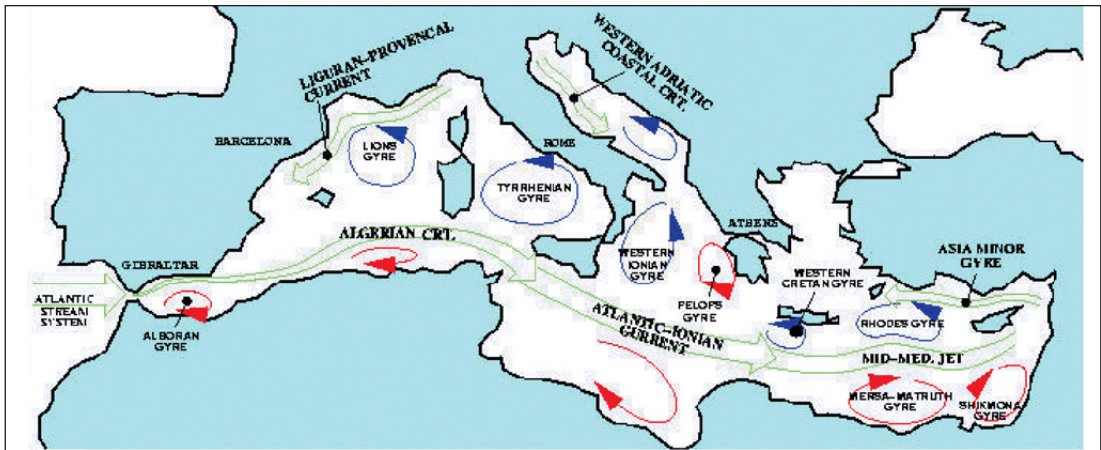 LIGURAN-PROVENCAL
CURRENT
WESTERN ADRIATIC
COASTAL CRT.
BARCELONA
LIONS
GYRE
ROME
TYRRHENIAN
GYRE
ALGERIAN CRT.
WESTERN
IONIAN
GYRE
ATHENS
GIBRALTAR
ATLANTIC
STREAM
SYSTEM
ALBORAN
GYRE
PELOPS
GYRE
WESTERN
CRETAN GYRE
ASIA MINOR
GYRE
RHODES GYRE
ATLANTIC-IONIAN
CURRENT
MID-MED. JET
MERSA-MATRUTH
GYRE
SHIKMONA
GYRE